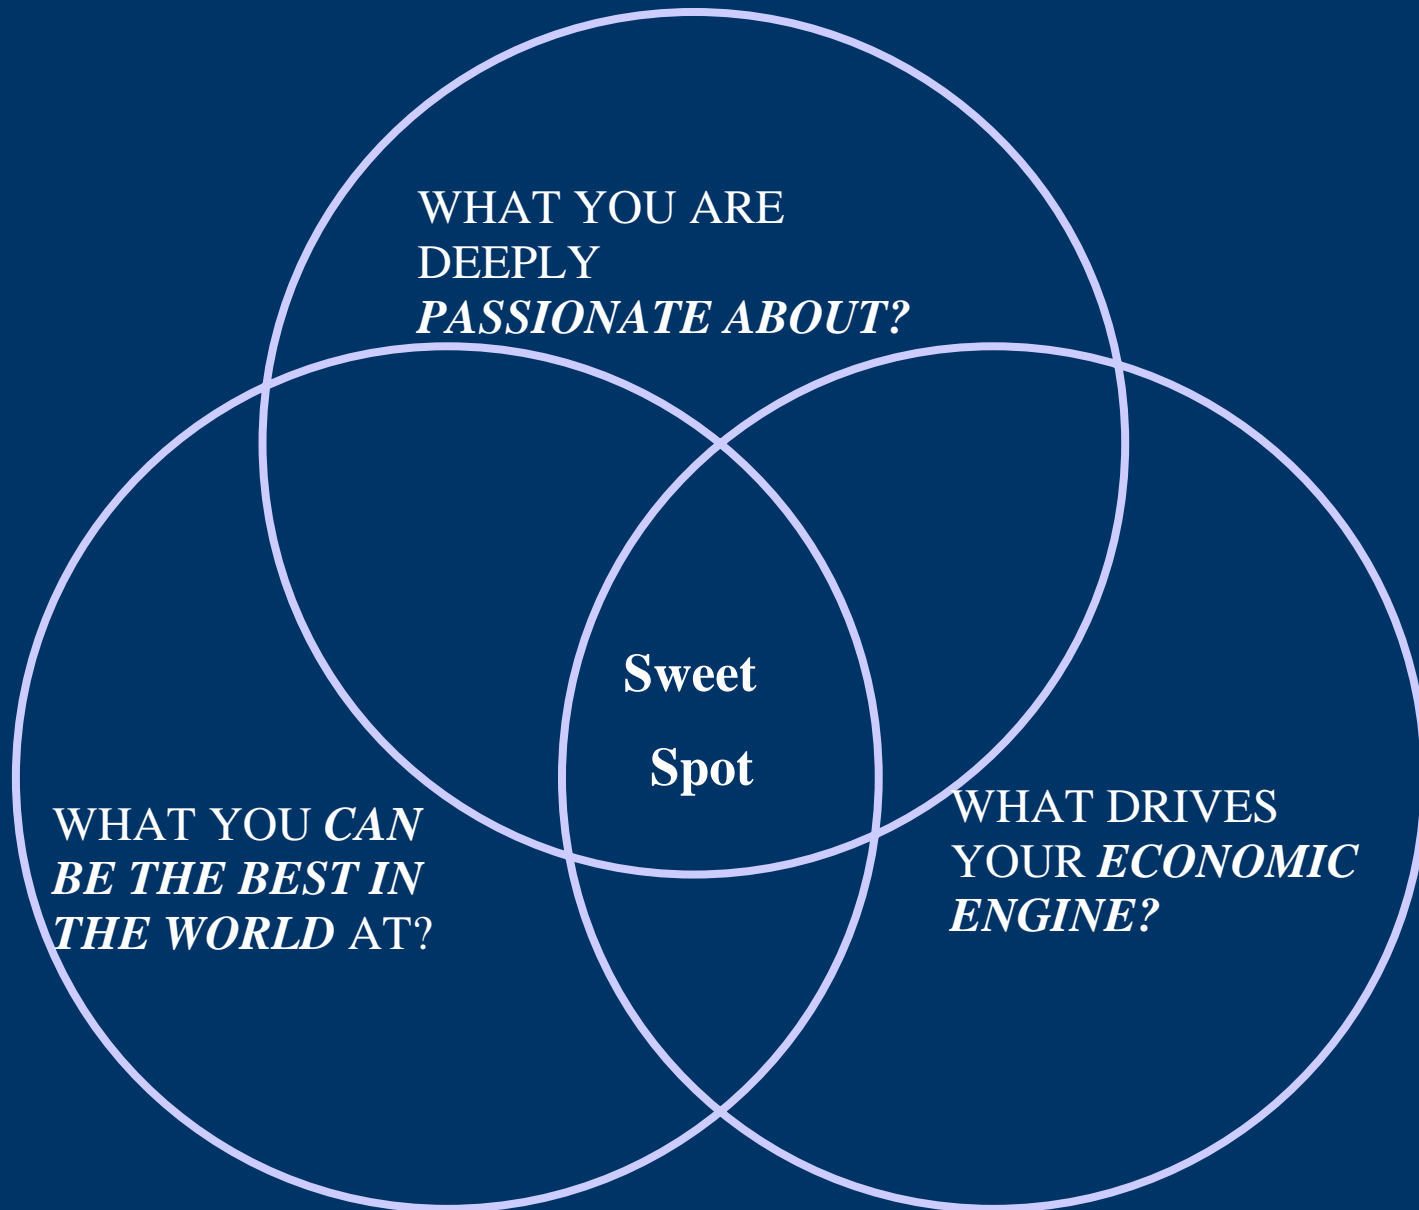 WHAT YOU ARE
DEEPLY
PASSIONATE ABOUT?
Sweet
Spot
WHAT YOU CAN
BE THE BEST IN
THE WORLD AT?
WHAT DRIVES
YOUR ECONOMIC
ENGINE?